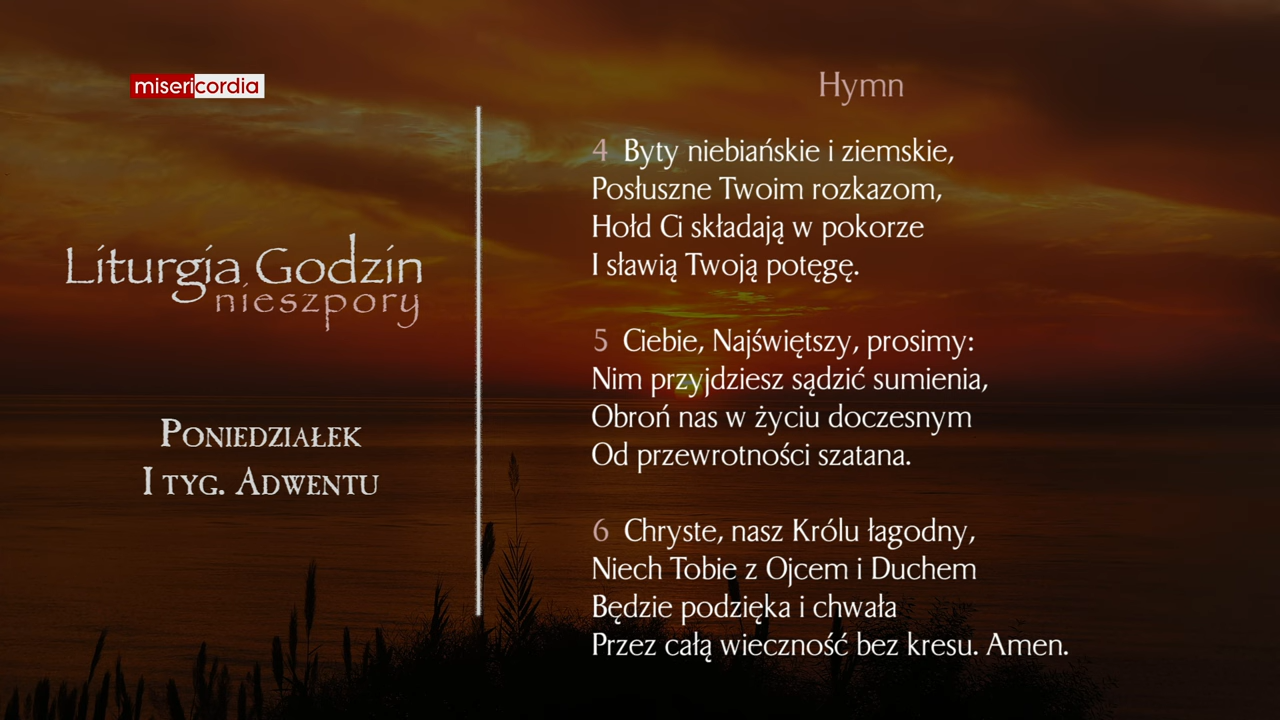 misericordia
Liturgia Godzin
nieszpory
Poniedziałek
I tyg. Adwentu
Hymn
4 Byty niebiańskie i ziemskie,
Posłuszne Twoim rozkazom,
Hołd Ci składają w pokorze
I sławią Twoją potęgę.
5 Ciebie, Najświętszy, prosimy:
Nim przyjdziesz sądzić sumienia,
Obroń nas w życiu doczesnym
Od przewrotności szatana.
6 Chryste, nasz Królu łagodny,
Niech Tobie z Ojcem i Duchem
Będzie podzięka i chwała
Przez całą wieczność bez kresu. Amen.